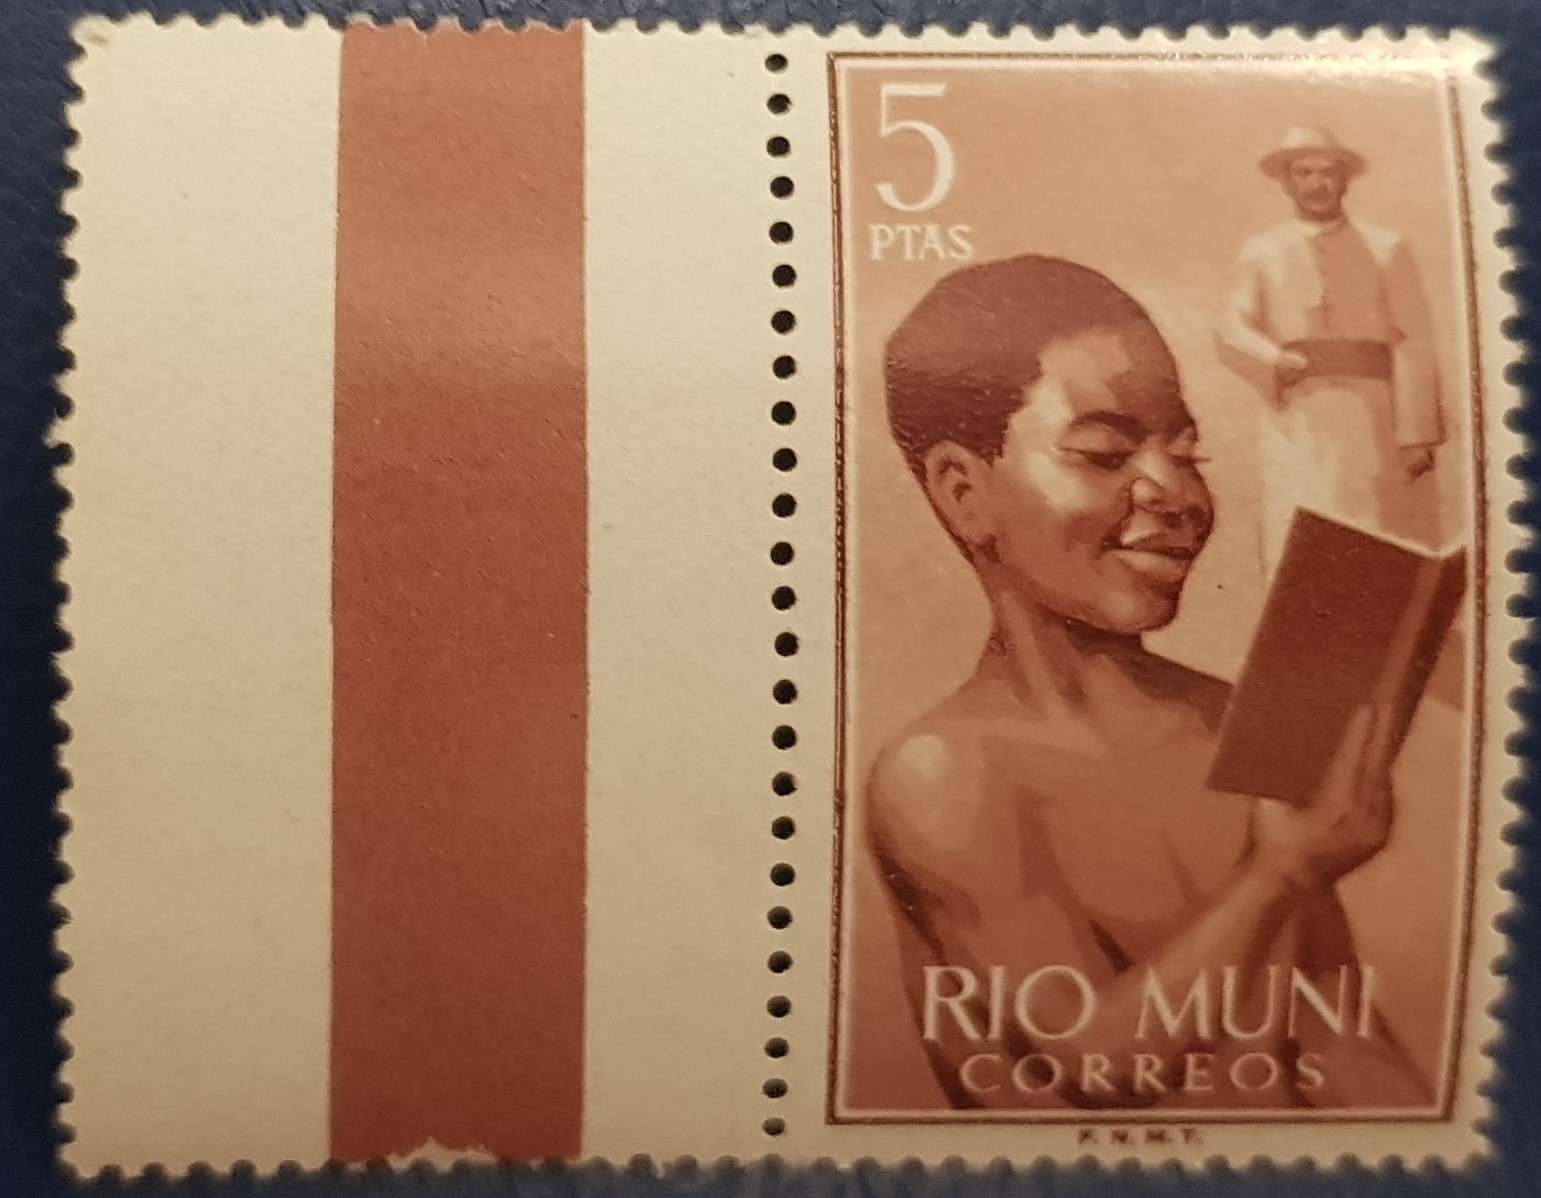 5
PTAS
RIO MUNI
CORREOS
F. N. M. T.